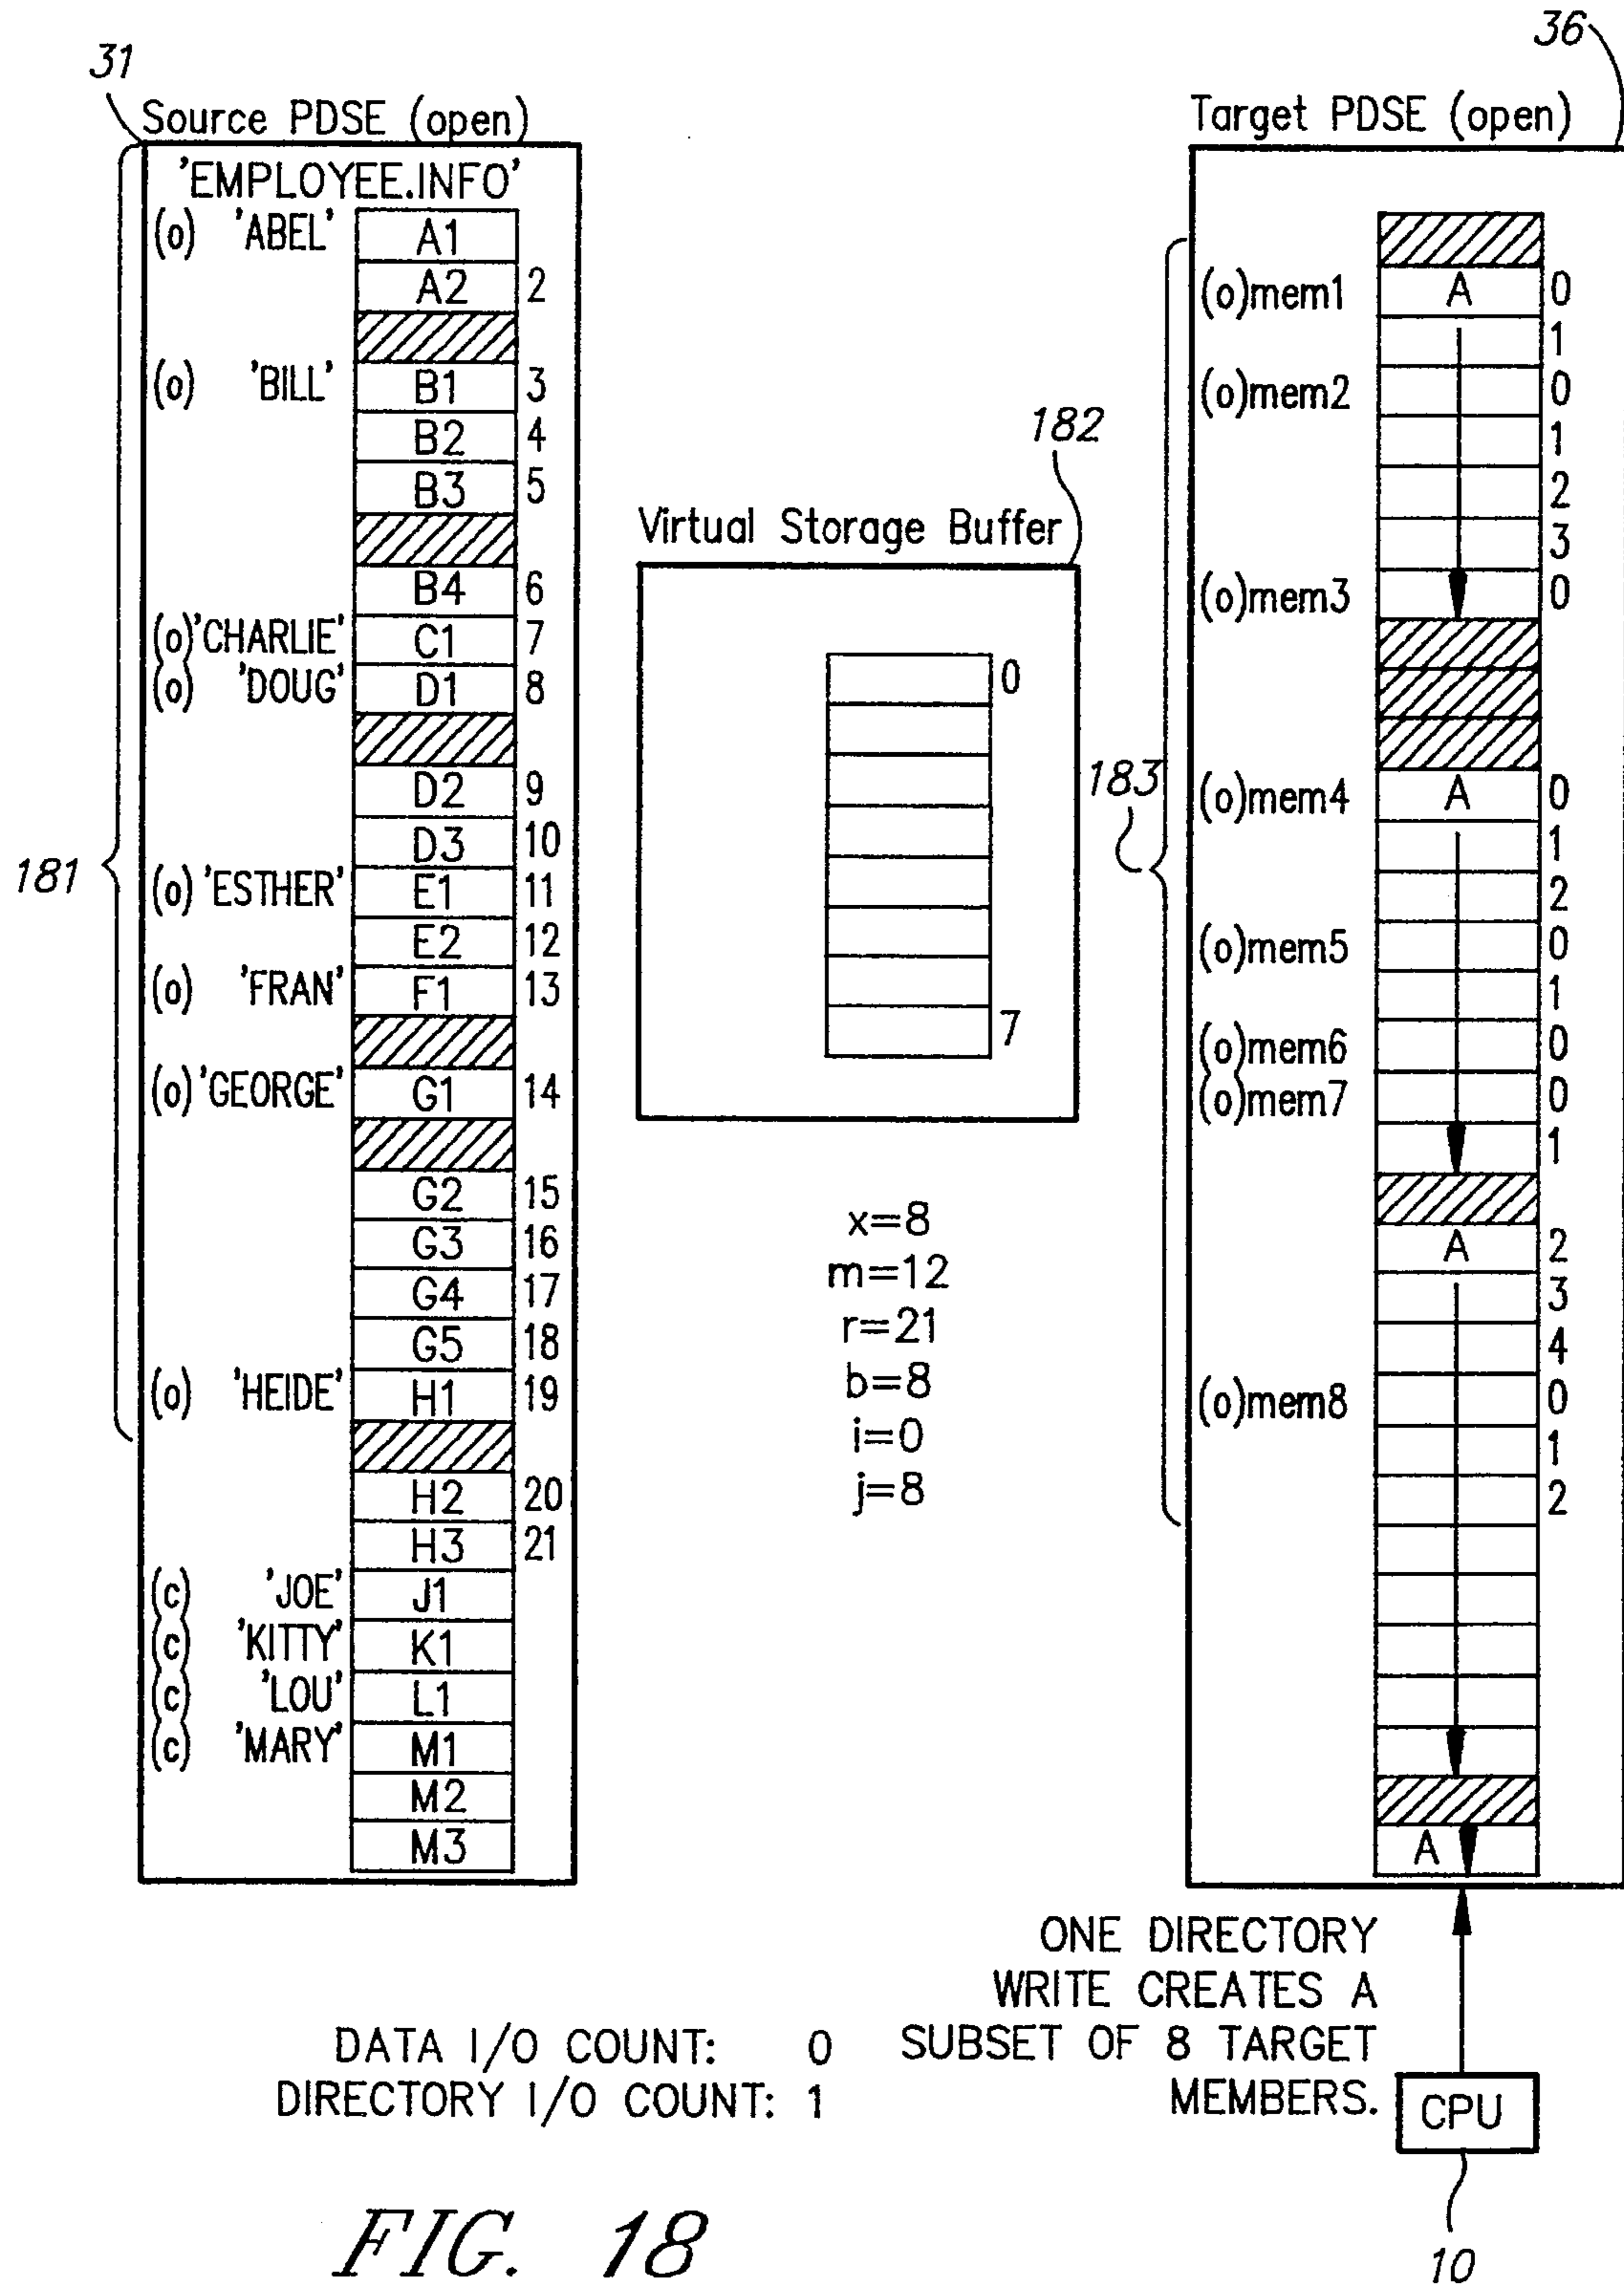 36
31
Source PDSE (open)
Target PDSE (open)
'EMPLOYEE.INFO'
(o) 'ABEL' A1
A2 2
(o) 'BILL' B1 3
B2 4
B3 5
B4 6
(o) 'CHARLIE' C1 7
(o) 'DOUG' D1 8
D2 9
D3 10
181
(o) 'ESTHER' E1 11
E2 12
(o) 'FRAN' F1 13
(o) 'GEORGE' G1 14
G2 15
G3 16
G4 17
G5 18
(o) 'HEIDE' H1 19
H2 20
H3 21
(c) 'JOE' J1
(c) 'KITTY' K1
(c) 'LOU' L1
(c) 'MARY' M1
M2
M3
182
Virtual Storage Buffer
0
7
x=8
m=12
r=21
b=8
i=0
j=8
183
(o)mem1 A 0
1
(o)mem2 0
1
2
3
(o)mem3 0
(o)mem4 A 0
1
2
(o)mem5 0
1
(o)mem6 0
(o)mem7 0
1
A 2
3
4
(o)mem8 0
1
2
A
ONE DIRECTORY
WRITE CREATES A
SUBSET OF 8 TARGET
MEMBERS.
DATA I/O COUNT: 0
DIRECTORY I/O COUNT: 1
CPU
10
FIG. 18